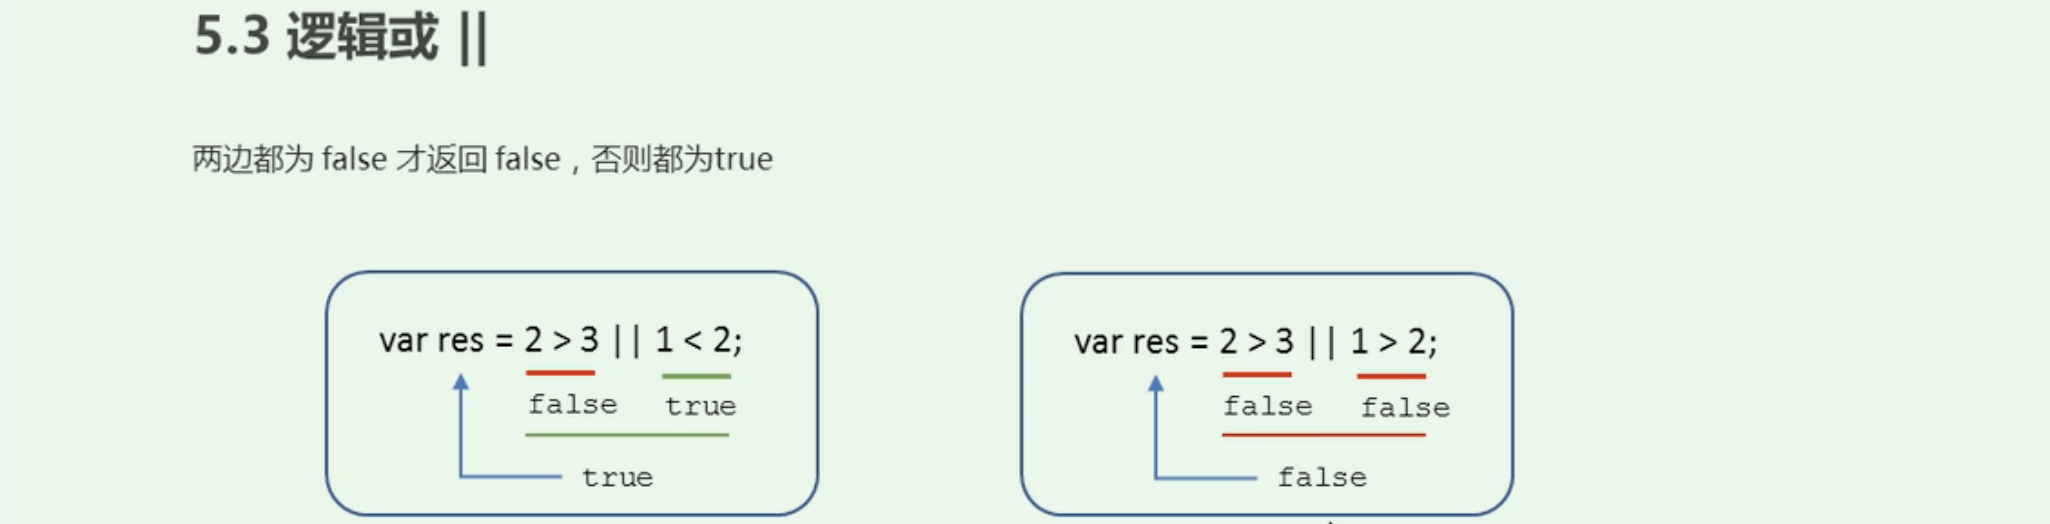 5.3 逻辑或 ||
两边都为 false 才返回 false，否则都为true
var res = 2 > 3 || 1 < 2;
false true
true
var res = 2 > 3 || 1 > 2;
false false
false